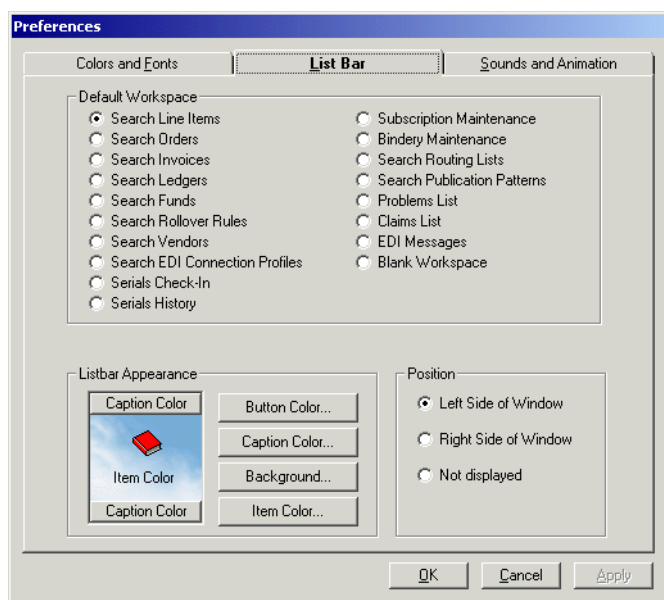 Preferences
Colors and Fonts
List Bar
Sounds and Animation
Default Workspace
Search Line Items
Search Orders
Search Invoices
Search Ledgers
Search Funds
Search Rollover Rules
Search Vendors
Search EDI Connection Profiles
Serials Check-In
Serials History
Subscription Maintenance
Bindery Maintenance
Search Routing Lists
Search Publication Patterns
Problems List
Claims List
EDI Messages
Blank Workspace
Listbar Appearance
Caption Color
Item Color
Caption Color
Button Color...
Caption Color...
Background...
Item Color...
Position
Left Side of Window
Right Side of Window
Not displayed
OK
Cancel
Apply